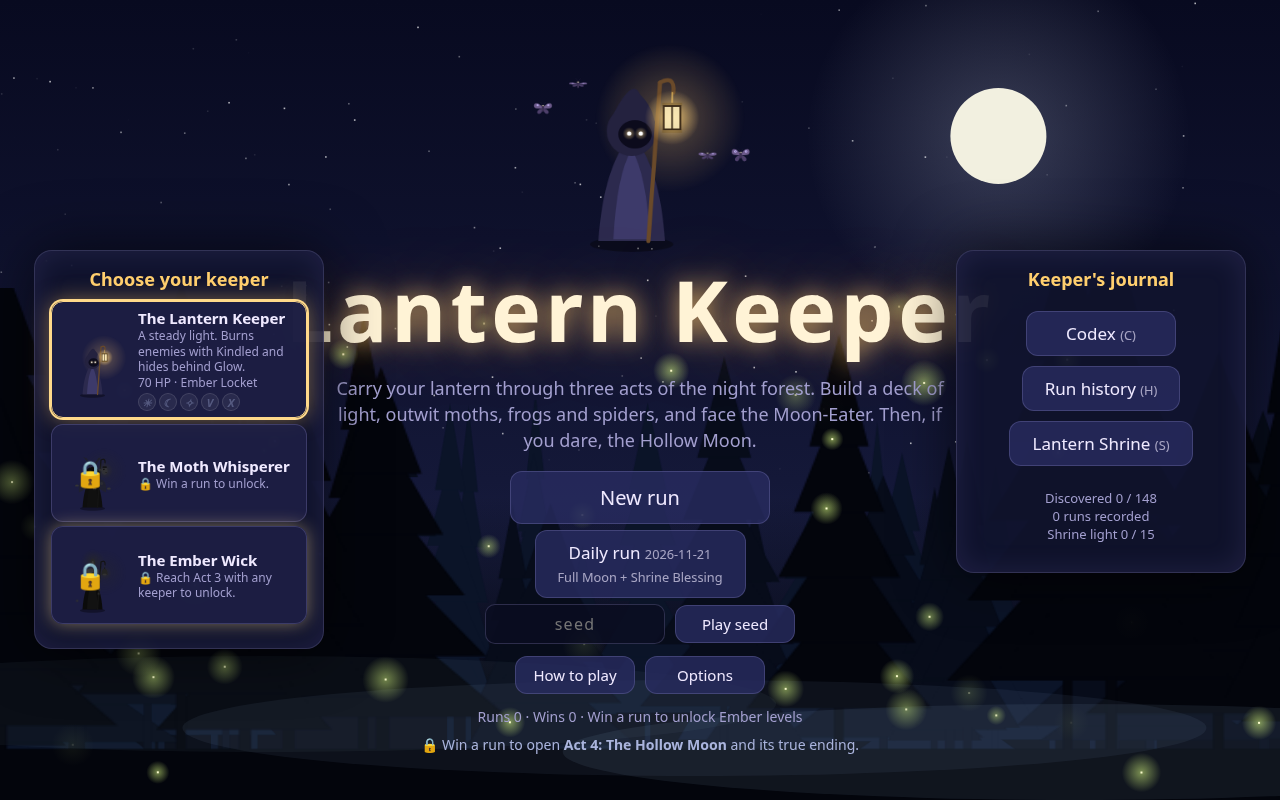 Lantern Keeper
Choose your keeper
The Lantern Keeper
A steady light. Burns
enemies with Kindled and
hides behind Glow.
70 HP · Ember Locket
V X
The Moth Whisperer
🔒 Win a run to unlock.
The Ember Wick
🔒 Reach Act 3 with any
keeper to unlock.
Carry your lantern through three acts of the night forest. Build a deck of
light, outwit moths, frogs and spiders, and face the Moon-Eater. Then, if
you dare, the Hollow Moon.
New run
Daily run 2026-11-21
Full Moon + Shrine Blessing
seed
Play seed
How to play
Options
Runs 0 · Wins 0 · Win a run to unlock Ember levels
🔒 Win a run to open Act 4: The Hollow Moon and its true ending.
Keeper's journal
Codex (C)
Run history (H)
Lantern Shrine (S)
Discovered 0 / 148
0 runs recorded
Shrine light 0 / 15